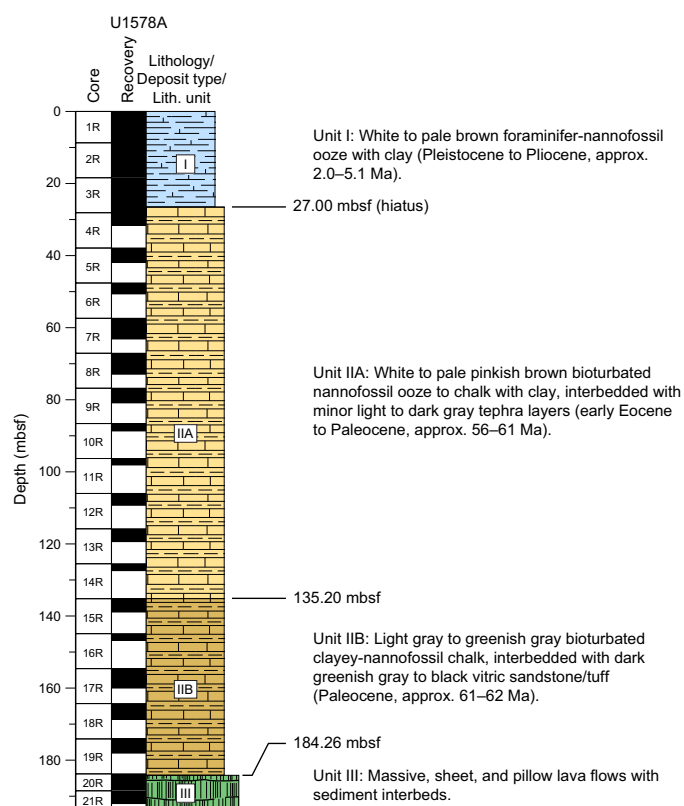 U1578A
Core
Recovery
Lithology/
Deposit type/
Lith. unit
Depth (mbsf)
0
20
40
60
80
100
120
140
160
180
1R
2R
3R
4R
5R
6R
7R
8R
9R
10R
11R
12R
13R
14R
15R
16R
17R
18R
19R
20R
21R
I
IIA
IIB
III
Unit I: White to pale brown foraminifer-nannofossil
ooze with clay (Pleistocene to Pliocene, approx.
2.0–5.1 Ma).
27.00 mbsf (hiatus)
Unit IIA: White to pale pinkish brown bioturbated
nannofossil ooze to chalk with clay, interbedded with
minor light to dark gray tephra layers (early Eocene
to Paleocene, approx. 56–61 Ma).
135.20 mbsf
Unit IIB: Light gray to greenish gray bioturbated
clayey-nannofossil chalk, interbedded with dark
greenish gray to black vitric sandstone/tuff
(Paleocene, approx. 61–62 Ma).
184.26 mbsf
Unit III: Massive, sheet, and pillow lava flows with
sediment interbeds.